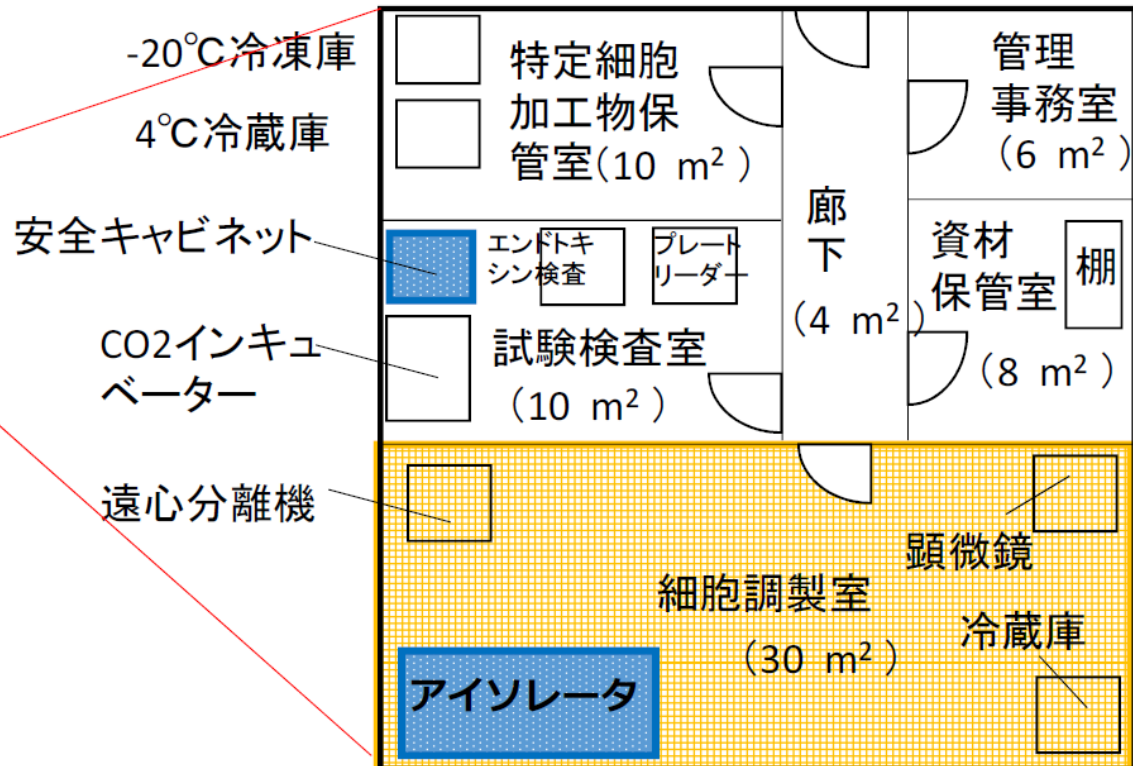 -20℃冷凍庫
4℃冷蔵庫
安全キャビネット
CO2インキュ
ベーター
遠心分離機
特定細胞
加工物保
管室(10 m²)
エンドトキ
シン検査
プレート
リーダー
試験検査室
(10 m²)
廊
下
(4 m²)
管理
事務室
(6 m²)
資材
保管室
棚
(8 m²)
顕微鏡
細胞調製室
(30 m²)
冷蔵庫
アイソレータ